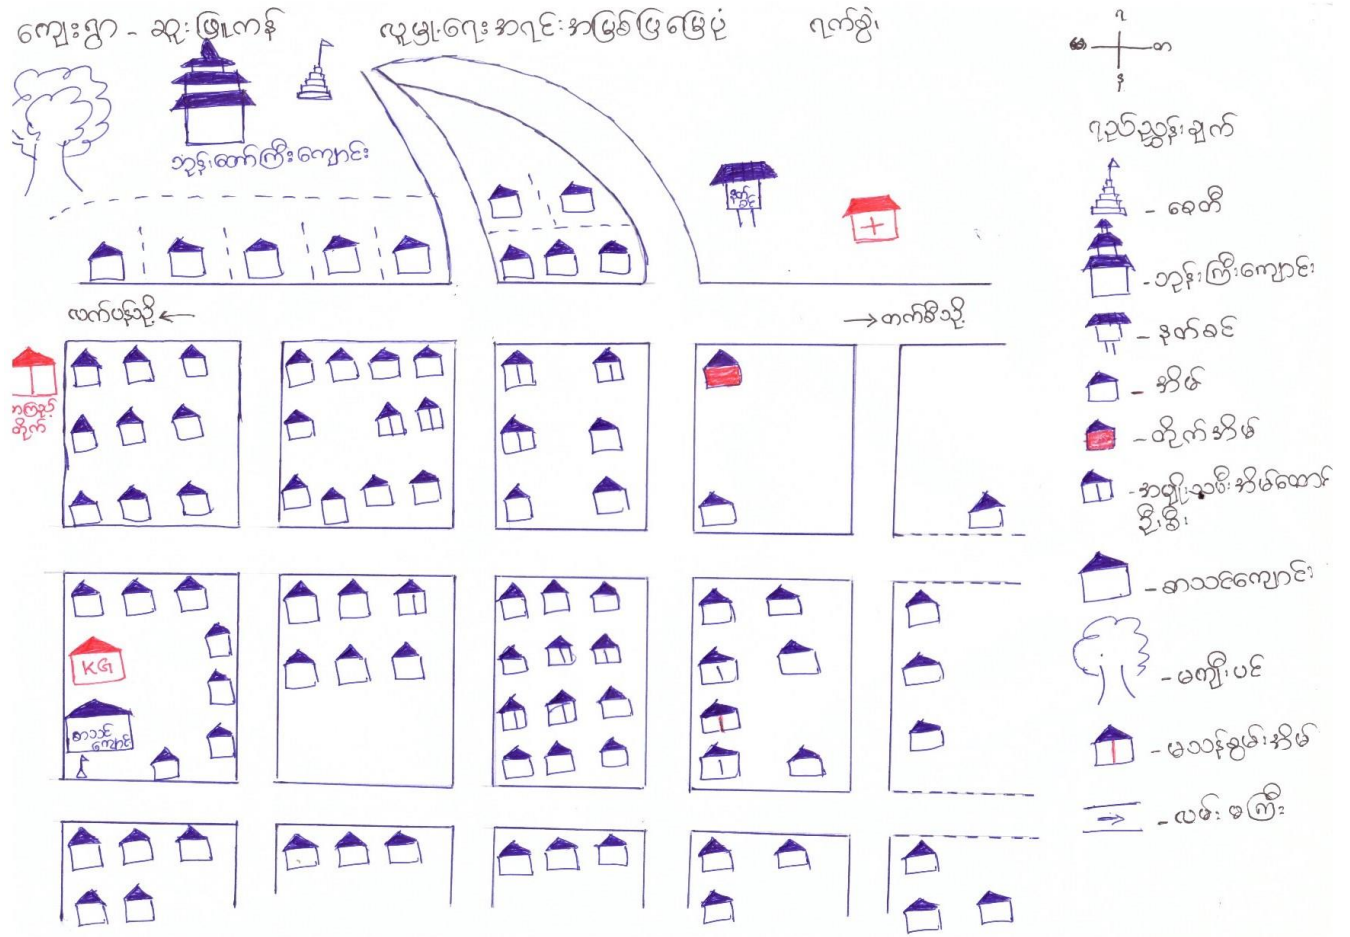 ကျေးရွာ - ဆူးဖြူကန် လူမှုရေးအရင်းအမြစ်ပြမြေပုံ ရက်စွဲ၊
ဘုန်းတော်ကြီးကျောင်း
နတ်
လက်ပန်သို့ ←
→ တက်စီသို့
KG
စာသင်
ကျောင်း
ရည်ညွှန်းချက်
- စေတီ
- ဘုန်းကြီးကျောင်း
- နတ်စင်
- အိမ်
- တိုက်အိမ်
- အမျိုးသမီးအိမ်ထောင်
ဦးစီး
- စာသင်ကျောင်း
- မကျီးပင်
- မသန်စွမ်းအိမ်
- လမ်းမကြီး